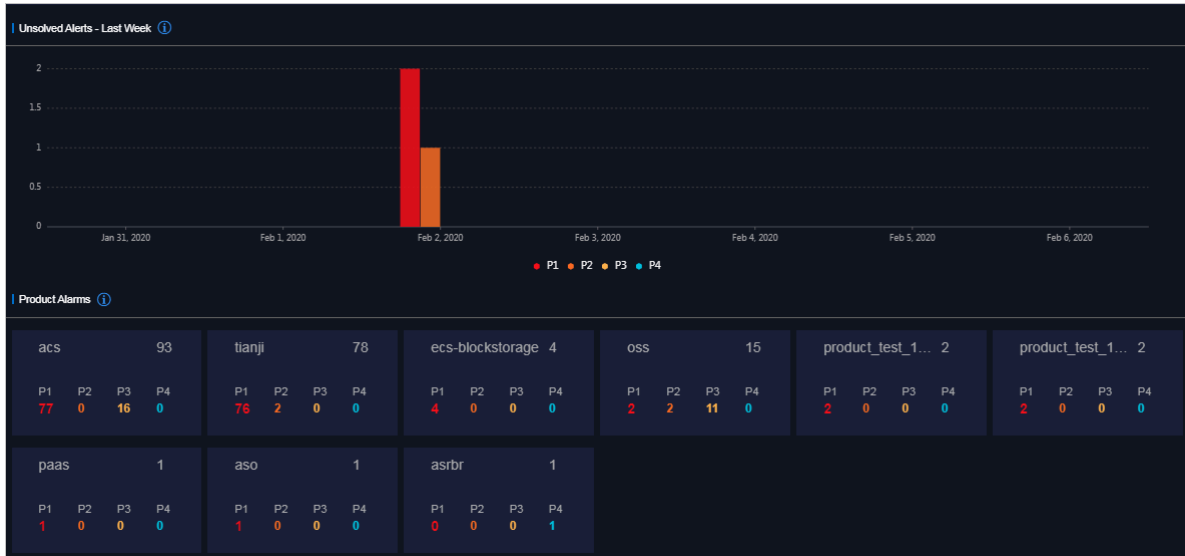 Unsolved Alerts - Last Week
2
1.5
1
0.5
0
Jan 31, 2020 Feb 1, 2020 Feb 2, 2020 Feb 3, 2020 Feb 4, 2020 Feb 5, 2020 Feb 6, 2020
P1 P2 P3 P4
Product Alarms
acs 93 tianji 78 ecs-blockstorage 4 oss 15 product_test_1... 2 product_test_1... 2
P1 P2 P3 P4 P1 P2 P3 P4 P1 P2 P3 P4 P1 P2 P3 P4 P1 P2 P3 P4 P1 P2 P3 P4
77 0 16 0 76 2 0 0 4 0 0 0 2 2 11 0 2 0 0 0 2 0 0 0
paas 1 aso 1 asrbr 1
P1 P2 P3 P4 P1 P2 P3 P4 P1 P2 P3 P4
1 0 0 0 1 0 0 0 0 0 0 1